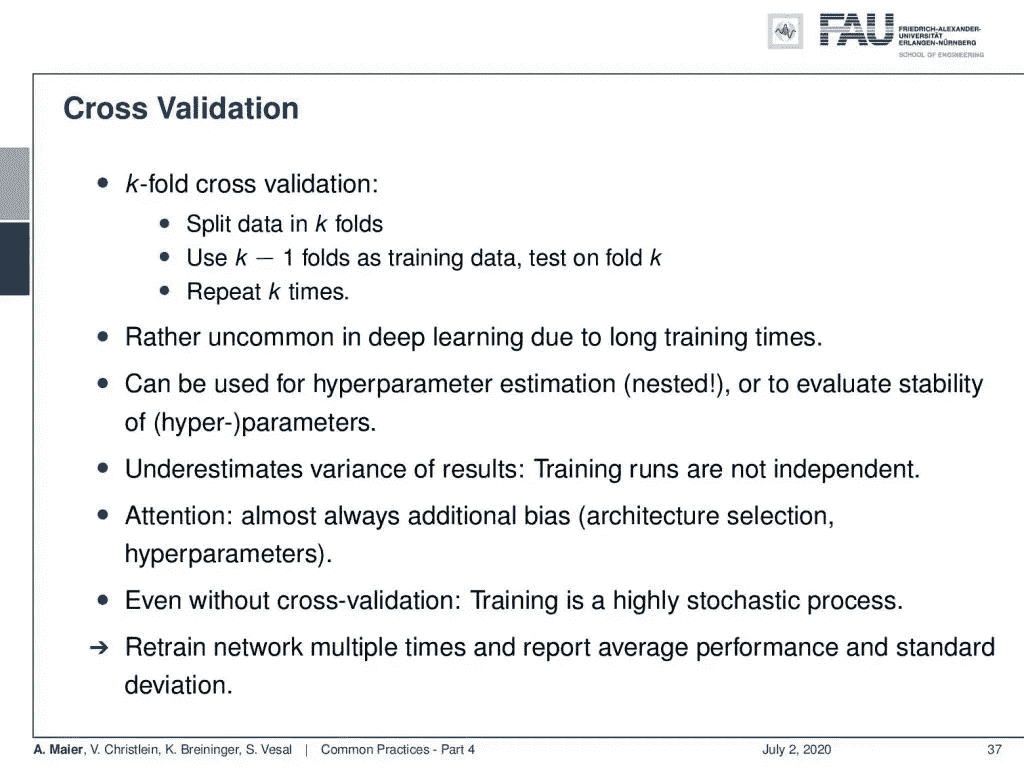 FAU
FRIEDRICH-ALEXANDER-
UNIVERSITÄT
ERLANGEN-NÜRNBERG
SCHOOL OF ENGINEERING
Cross Validation
• k-fold cross validation:
• Split data in k folds
• Use k − 1 folds as training data, test on fold k
• Repeat k times.
• Rather uncommon in deep learning due to long training times.
• Can be used for hyperparameter estimation (nested!), or to evaluate stability
of (hyper-)parameters.
• Underestimates variance of results: Training runs are not independent.
• Attention: almost always additional bias (architecture selection,
hyperparameters).
• Even without cross-validation: Training is a highly stochastic process.
→ Retrain network multiple times and report average performance and standard
deviation.
A. Maier, V. Christlein, K. Breininger, S. Vesal | Common Practices - Part 4 July 2, 2020 37